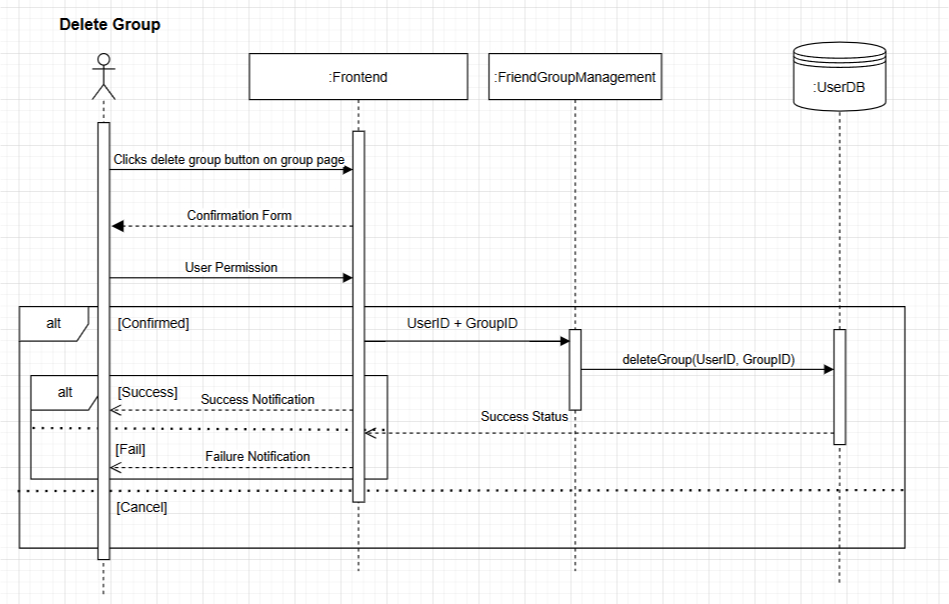 Delete Group
:Frontend
:FriendGroupManagement
:UserDB
Clicks delete group button on group page
Confirmation Form
User Permission
alt
[Confirmed]
UserID + GroupID
deleteGroup(UserID, GroupID)
alt
[Success]
Success Notification
Success Status
[Fail]
Failure Notification
[Cancel]